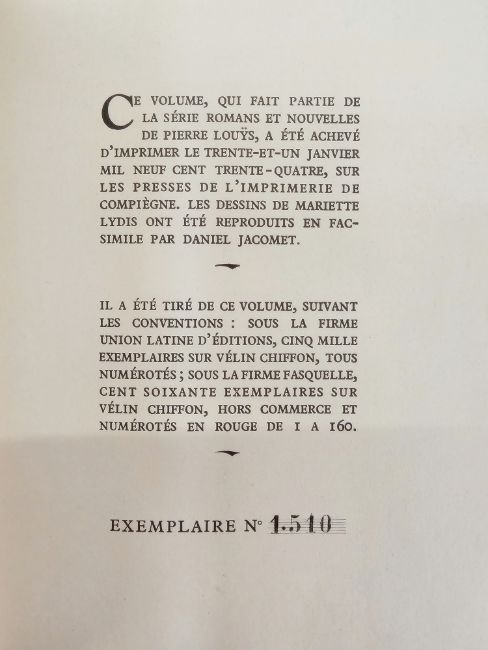 CE VOLUME, QUI FAIT PARTIE DE
LA SÉRIE ROMANS ET NOUVELLES
DE PIERRE LOUŸS, A ÉTÉ ACHEVÉ
D'IMPRIMER LE TRENTE-ET-UN JANVIER
MIL NEUF CENT TRENTE-QUATRE, SUR
LES PRESSES DE L'IMPRIMERIE DE
COMPIÈGNE. LES DESSINS DE MARIETTE
LYDIS ONT ÉTÉ REPRODUITS EN FAC-
SIMILE PAR DANIEL JACOMET.
IL A ÉTÉ TIRÉ DE CE VOLUME, SUIVANT
LES CONVENTIONS : SOUS LA FIRME
UNION LATINE D'ÉDITIONS, CINQ MILLE
EXEMPLAIRES SUR VÉLIN CHIFFON, TOUS
NUMÉROTÉS ; SOUS LA FIRME FASQUELLE,
CENT SOIXANTE EXEMPLAIRES SUR
VÉLIN CHIFFON, HORS COMMERCE ET
NUMÉROTÉS EN ROUGE DE 1 A 160.
EXEMPLAIRE N° 1.510